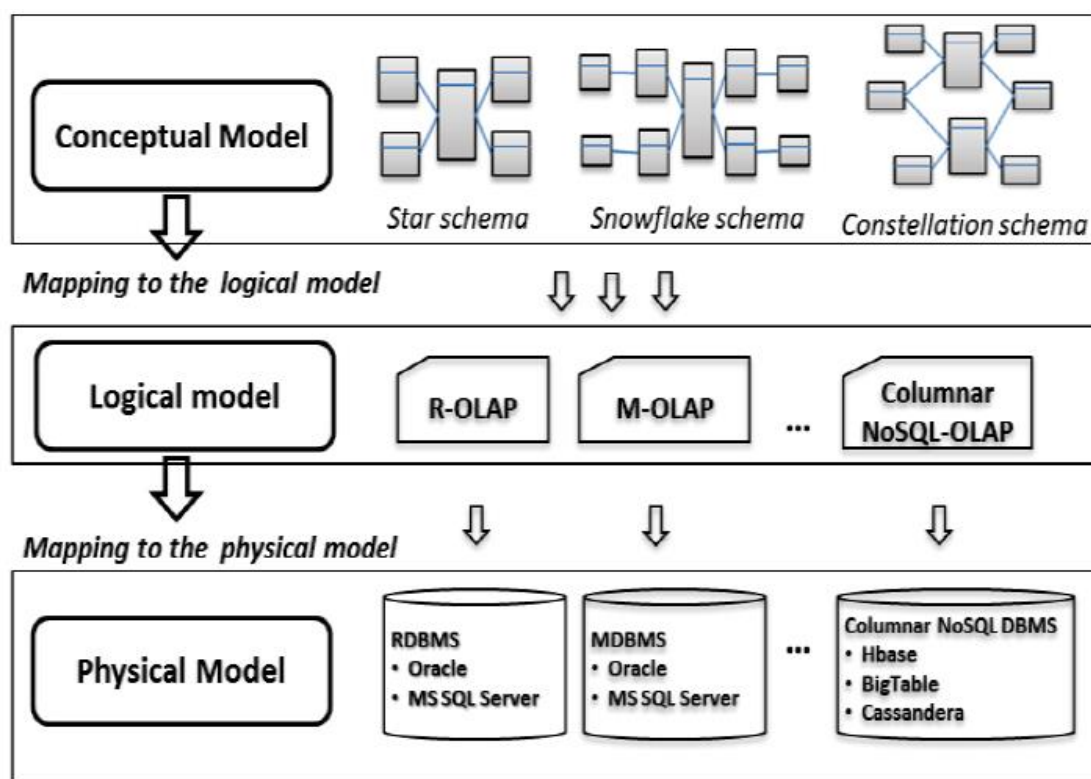 Conceptual Model
Star schema
Snowflake schema
Constellation schema
Mapping to the logical model
Logical model
R-OLAP
M-OLAP
...
Columnar
NoSQL-OLAP
Mapping to the physical model
Physical Model
RDBMS
• Oracle
• MS SQL Server
MDBMS
• Oracle
• MS SQL Server
...
Columnar NoSQL DBMS
• Hbase
• BigTable
• Cassandera